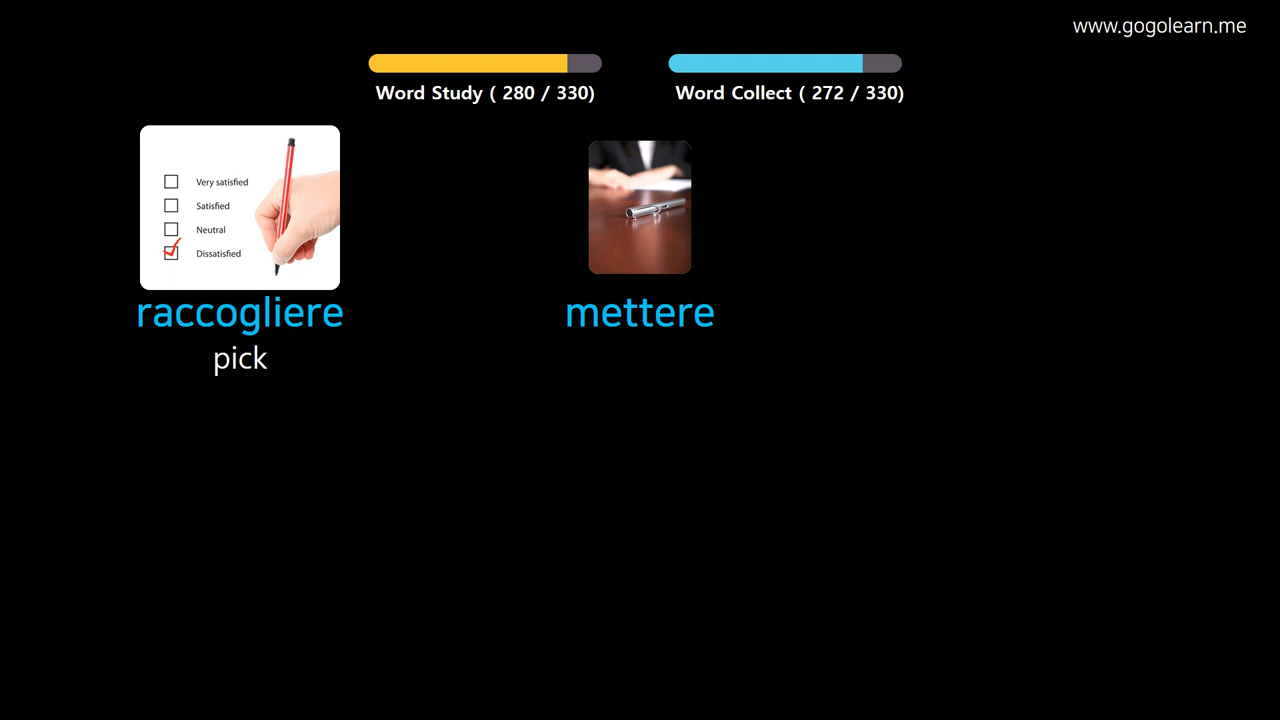 www.gogolearn.me
Word Study ( 280 / 330)
Word Collect ( 272 / 330)
Very satisfied
Satisfied
Neutral
Dissatisfied
raccogliere
mettere
pick